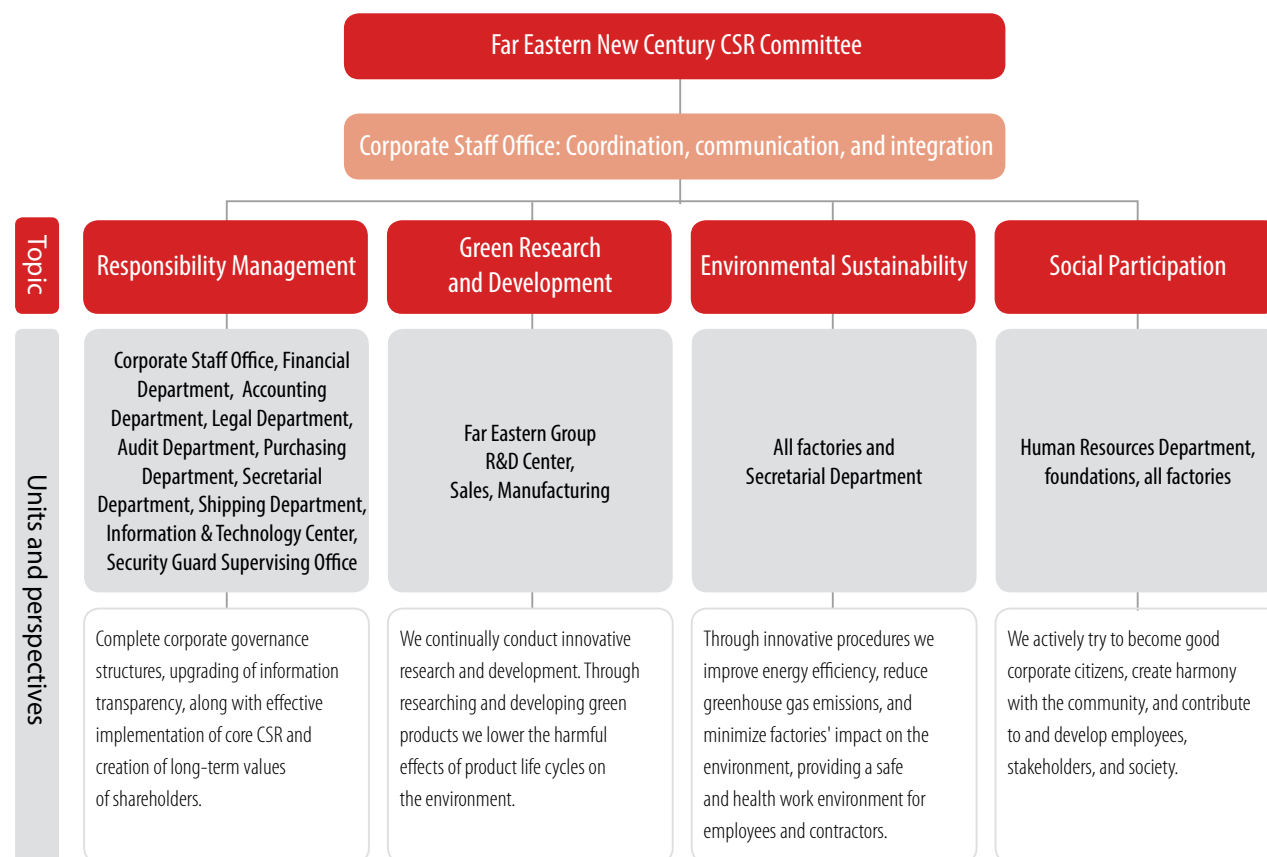 Far Eastern New Century CSR Committee
Corporate Staff Office: Coordination, communication, and integration
Topic
Responsibility Management
Green Research
and Development
Environmental Sustainability
Social Participation
Units and perspectives
Corporate Staff Office, Financial
Department, Accounting
Department, Legal Department,
Audit Department, Purchasing
Department, Secretarial
Department, Shipping Department,
Information & Technology Center,
Security Guard Supervising Office
Far Eastern Group
R&D Center,
Sales, Manufacturing
All factories and
Secretarial Department
Human Resources Department,
foundations, all factories
Complete corporate governance
structures, upgrading of information
transparency, along with effective
implementation of core CSR and
creation of long-term values
of shareholders.
We continually conduct innovative
research and development. Through
researching and developing green
products we lower the harmful
effects of product life cycles on
the environment.
Through innovative procedures we
improve energy efficiency, reduce
greenhouse gas emissions, and
minimize factories' impact on the
environment, providing a safe
and health work environment for
employees and contractors.
We actively try to become good
corporate citizens, create harmony
with the community, and contribute
to and develop employees,
stakeholders, and society.